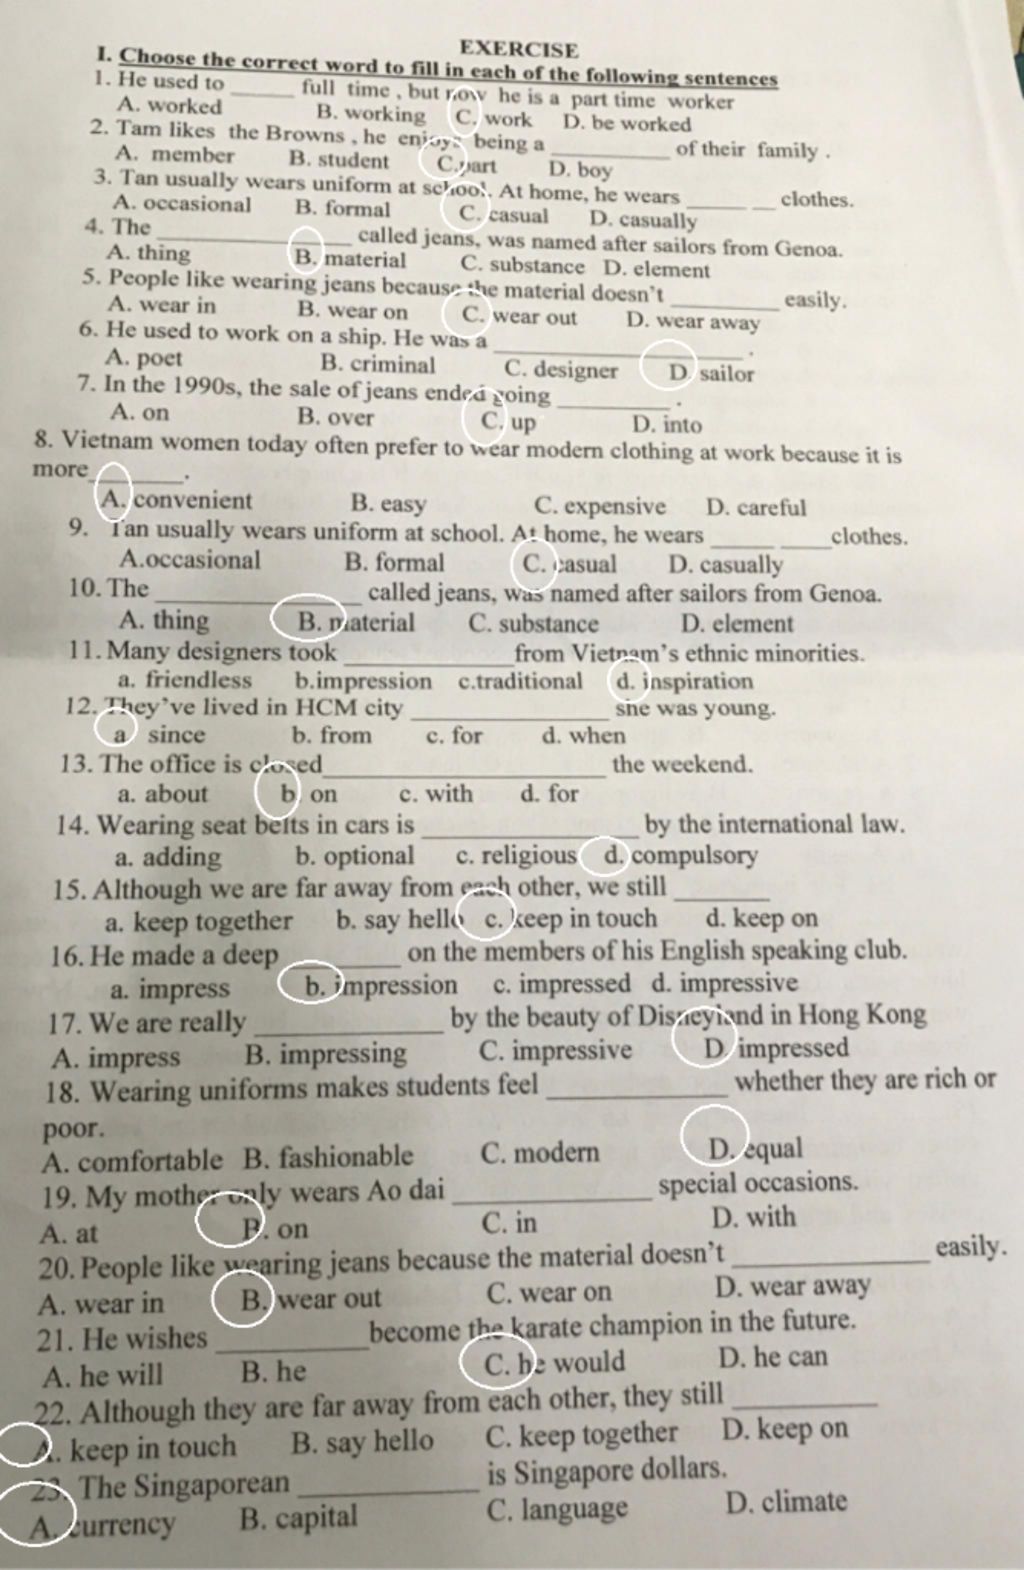 EXERCISE
I. Choose the correct word to fill in each of the following sentences
1. He used to ______ full time , but now he is a part time worker
A. worked B. working C. work D. be worked
2. Tam likes the Browns , he enjoys being a __________ of their family .
A. member B. student C.part D. boy
3. Tan usually wears uniform at school. At home, he wears _____ __ clothes.
A. occasional B. formal C. casual D. casually
4. The ________________ called jeans, was named after sailors from Genoa.
A. thing B. material C. substance D. element
5. People like wearing jeans because the material doesn't _________ easily.
A. wear in B. wear on C. wear out D. wear away
6. He used to work on a ship. He was a ____________________ .
A. poet B. criminal C. designer D sailor
7. In the 1990s, the sale of jeans ended going _________ .
A. on B. over C. up D. into
8. Vietnam women today often prefer to wear modern clothing at work because it is
more________.
A. convenient B. easy C. expensive D. careful
9. Tan usually wears uniform at school. At home, he wears _____ ____clothes.
A.occasional B. formal C. casual D. casually
10. The _________________ called jeans, was named after sailors from Genoa.
A. thing B. material C. substance D. element
11. Many designers took ______________from Vietnam's ethnic minorities.
a. friendless b.impression c.traditional d. inspiration
12. They've lived in HCM city ________________ she was young.
a since b. from c. for d. when
13. The office is closed_______________________ the weekend.
a. about b on c. with d. for
14. Wearing seat belts in cars is _________________ by the international law.
a. adding b. optional c. religious d. compulsory
15. Although we are far away from each other, we still _______
a. keep together b. say hello c. keep in touch d. keep on
16. He made a deep ________ on the members of his English speaking club.
a. impress b. impression c. impressed d. impressive
17. We are really ______________ by the beauty of Disneyland in Hong Kong
A. impress B. impressing C. impressive D impressed
18. Wearing uniforms makes students feel _____________ whether they are rich or
poor.
A. comfortable B. fashionable C. modern D. equal
19. My mother only wears Ao dai ______________ special occasions.
A. at B. on C. in D. with
20. People like wearing jeans because the material doesn't ______________ easily.
A. wear in B. wear out C. wear on D. wear away
21. He wishes ___________become the karate champion in the future.
A. he will B. he C. he would D. he can
22. Although they are far away from each other, they still __________
A. keep in touch B. say hello C. keep together D. keep on
23. The Singaporean _____________ is Singapore dollars.
A. currency B. capital C. language D. climate